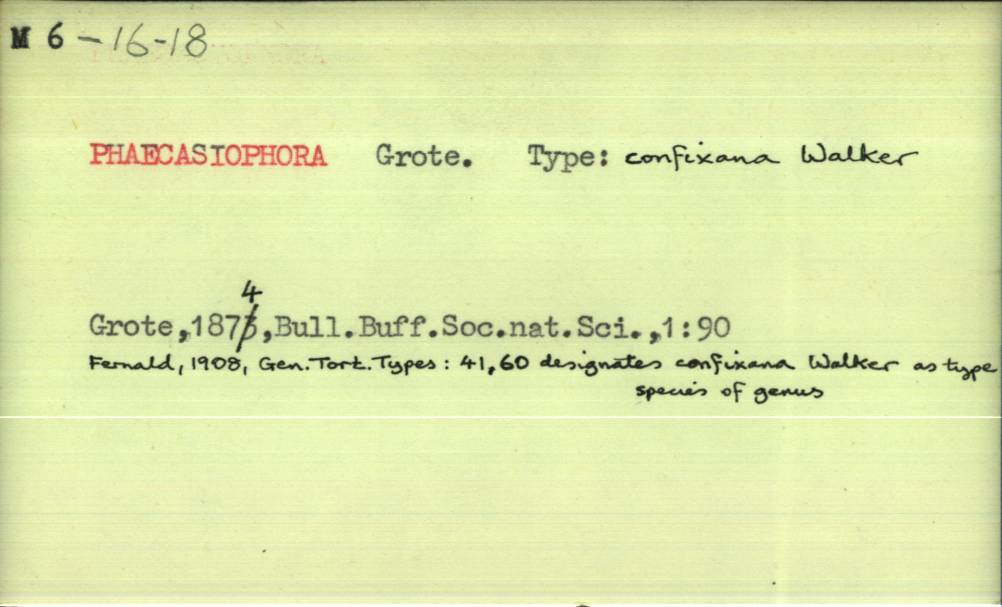 M 6 - 16 - 18
PHAECASIOPHORA Grote. Type: confixana Walker
4
Grote,1873,Bull.Buff.Soc.nat.Sci.,1:90
Fernald, 1908, Gen. Tort. Types: 41, 60 designates confixana Walker as type
species of genus